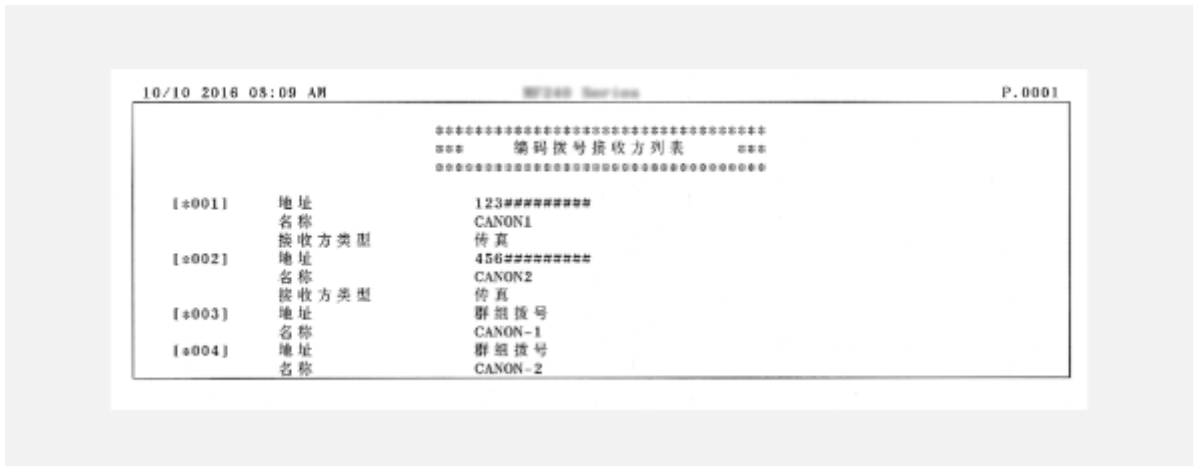 10/10 2016 08:09 AM P.0001
*********************************
*** 编码拨号接收方列表 ***
*********************************
[*001] 地址 123#########
名称 CANON1
接收方类型 传真
[*002] 地址 456#########
名称 CANON2
接收方类型 传真
[*003] 地址 群组拨号
名称 CANON-1
[*004] 地址 群组拨号
名称 CANON-2